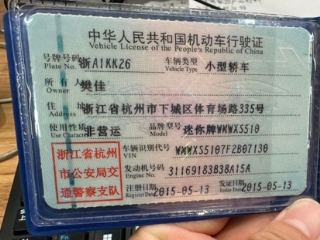 中华人民共和国机动车行驶证
Vehicle License of the People's Republic of China
号牌号码 浙A1KK26 车辆类型 小型轿车
Plate No. Vehicle Type
所有人 樊佳
Owner
住址 浙江省杭州市下城区体育场路335号
Address
使用性质 非营运 品牌型号 迷你牌WMWXS510
Use Character Model
浙江省杭州
市公安局交
通警察支队
车辆识别代号 WMWXS5107F2B07130
VIN
发动机号码 31169183B38A15A
Engine No.
注册日期 2015-05-13 发证日期 2015-05-13
Register Date Issue Date